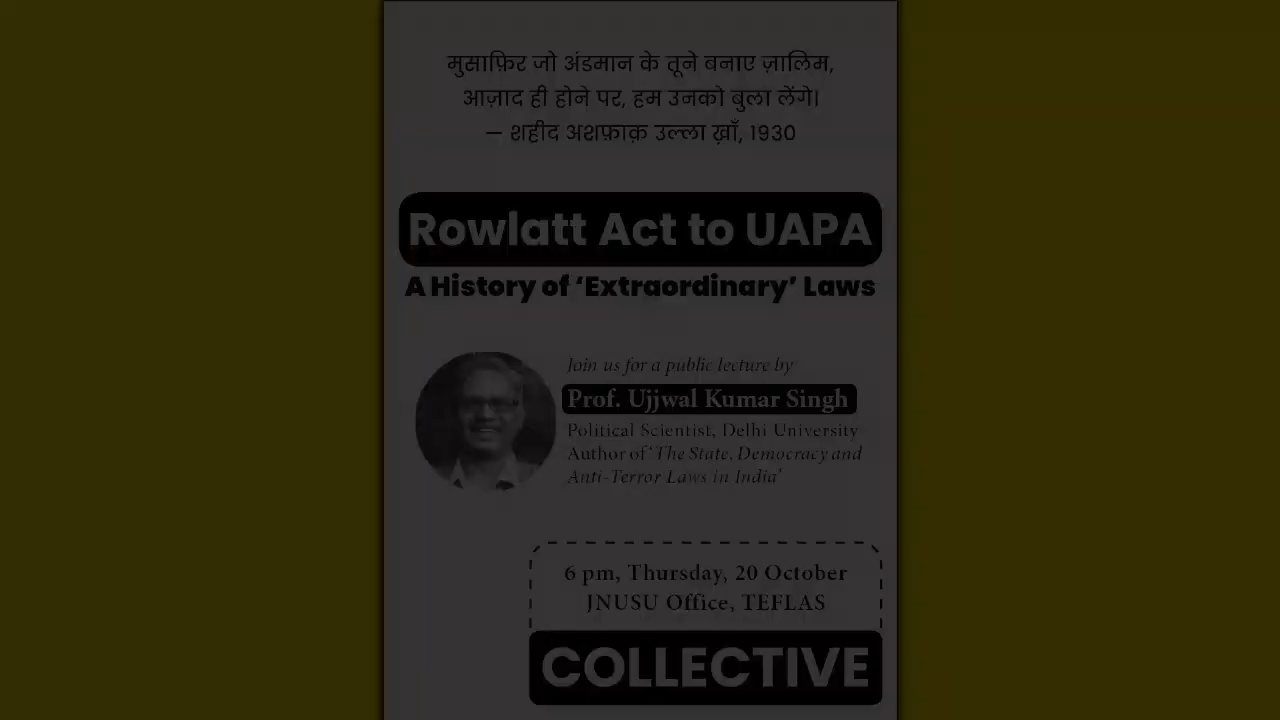 मुसाफ़िर जो अंडमान के तूने बनाए ज़ालिम,
आज़ाद ही होने पर, हम उनको बुला लेंगे।
— शहीद अशफ़ाक़ उल्ला ख़ाँ, 1930
Rowlatt Act to UAPA
A History of ‘Extraordinary’ Laws
Join us for a public lecture by
Prof. Ujjwal Kumar Singh
Political Scientist, Delhi University
Author of ‘The State, Democracy and
Anti-Terror Laws in India’
6 pm, Thursday, 20 October
JNUSU Office, TEFLAS
COLLECTIVE